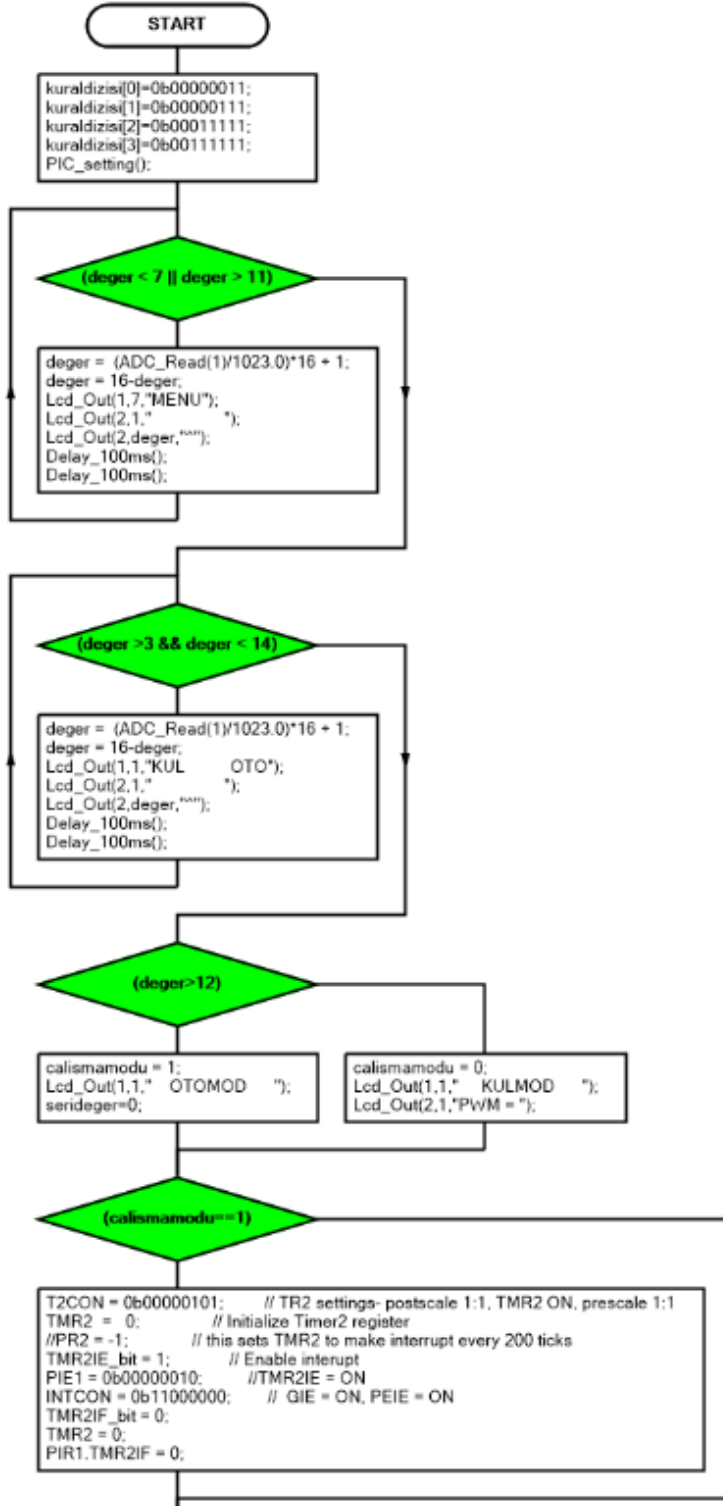 START
kuraldizisi[0]=0b00000011;
kuraldizisi[1]=0b00000111;
kuraldizisi[2]=0b00011111;
kuraldizisi[3]=0b00111111;
PIC_setting();
(deger < 7 || deger > 11)
deger =  (ADC_Read(1)/1023.0)*16 + 1;
deger = 16-deger;
Lcd_Out(1,7,"MENU");
Lcd_Out(2,1,"                ");
Lcd_Out(2,deger,"^");
Delay_100ms();
Delay_100ms();
(deger >3 && deger < 14)
deger =  (ADC_Read(1)/1023.0)*16 + 1;
deger = 16-deger;
Lcd_Out(1,1,"KUL          OTO");
Lcd_Out(2,1,"                ");
Lcd_Out(2,deger,"^");
Delay_100ms();
Delay_100ms();
(deger>12)
calismamodu = 1;
Lcd_Out(1,1,"    OTOMOD     ");
serideger=0;
calismamodu = 0;
Lcd_Out(1,1,"    KULMOD     ");
Lcd_Out(2,1,"PWM = ");
(calismamodu==1)
T2CON = 0b00000101;        // TR2 settings- postscale 1:1, TMR2 ON, prescale 1:1
TMR2  =   0;              // Initialize Timer2 register
//PR2 = -1;             // this sets TMR2 to make interrupt every 200 ticks
TMR2IE_bit = 1;            // Enable interupt
PIE1 = 0b00000010;       //TMR2IE = ON
INTCON = 0b11000000;     //  GIE = ON, PEIE = ON
TMR2IF_bit = 0;
TMR2 = 0;
PIR1.TMR2IF = 0;